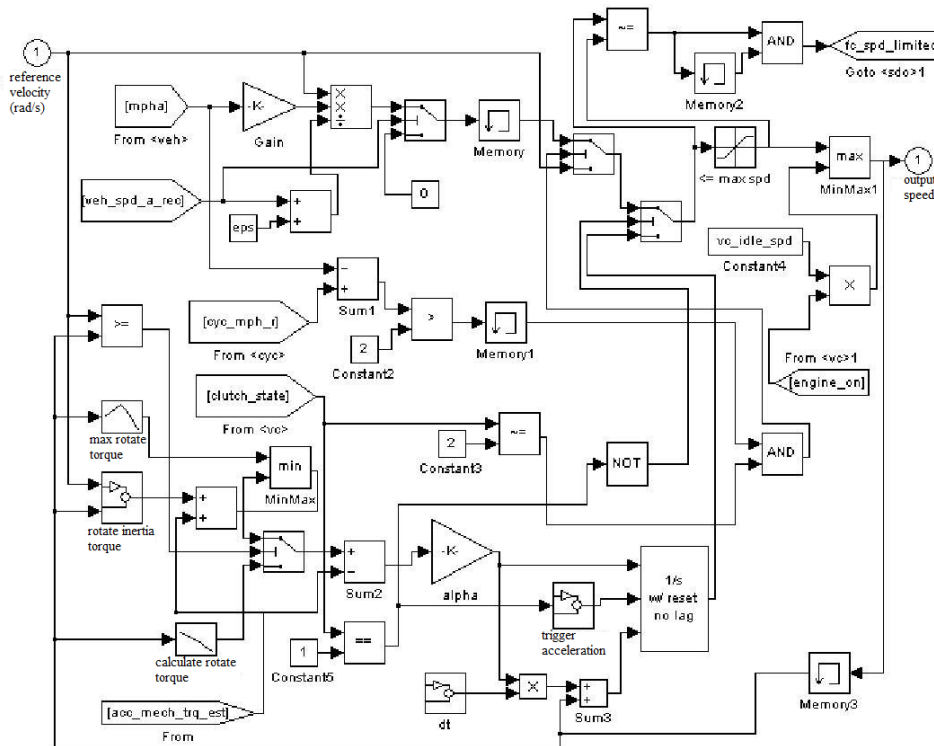 1
reference
velocity
(rad/s)
[mpha]
From <veh>
-K-
Gain
×
×
÷
Memory
[veh_spd_a_rec]
eps
+
+
0
~=
Memory2
AND
fc_spd_limited
Goto <sdo>1
<= max spd
max
MinMax1
1
output
speed
vc_idle_spd
Constant4
×
From <vc>1
[engine_on]
−
+
Sum1
[cyc_mph_r]
From <cyc>
>
2
Constant2
Memory1
>=
[clutch_state]
From <vc>
max rotate
torque
min
MinMax
2
Constant3
~=
NOT
AND
rotate inertia
torque
+
+
+
−
Sum2
-K-
alpha
1/s
w/ reset
no lag
calculate rotate
torque
1
Constant5
==
trigger
acceleration
[acc_mech_trq_est]
From
dt
×
+
+
Sum3
Memory3